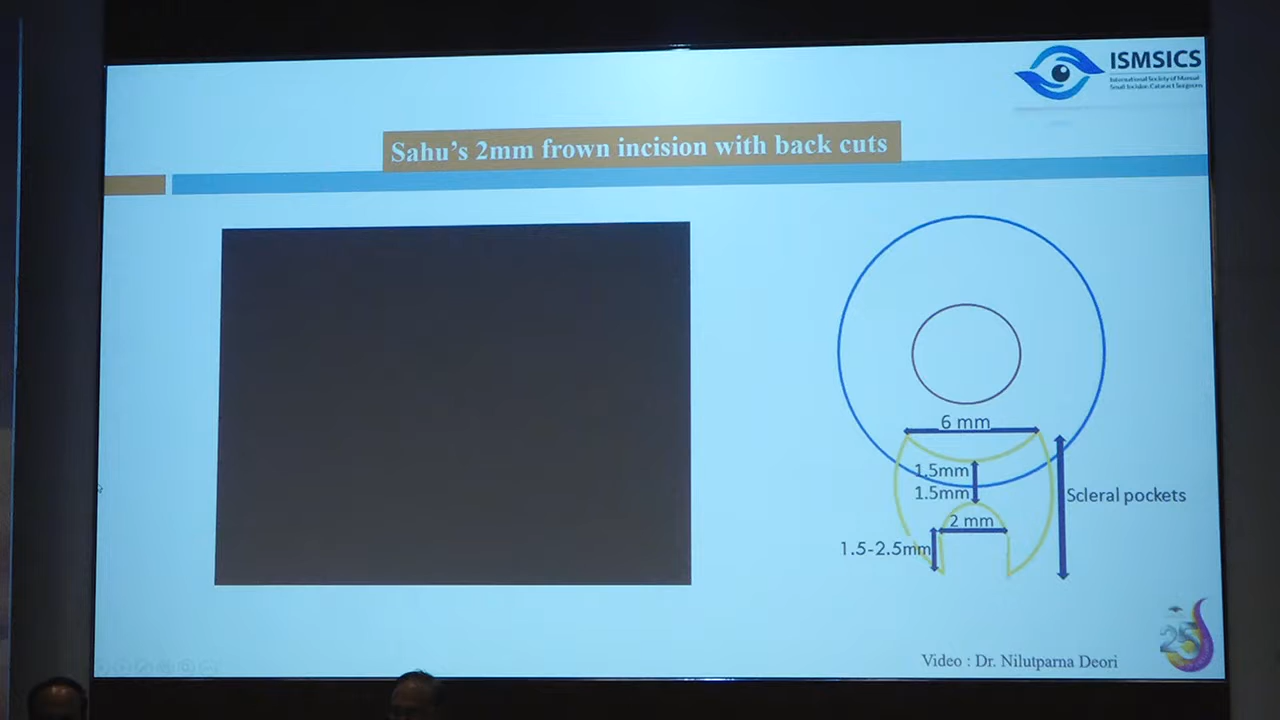 ISMSICS
International Society of Manual
Small Incision Cataract Surgeons
Sahu's 2mm frown incision with back cuts
6 mm
1.5mm
1.5mm
Scleral pockets
2 mm
1.5-2.5mm
25
Video : Dr. Nilutparna Deori